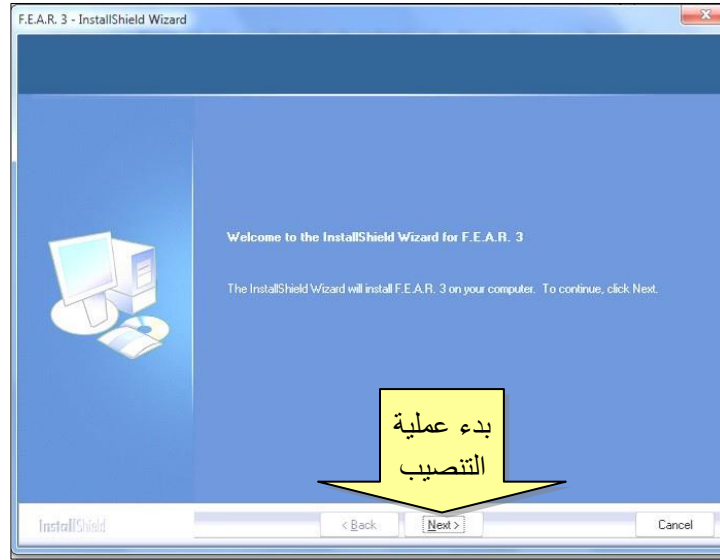 F.E.A.R. 3 - InstallShield Wizard
Welcome to the InstallShield Wizard for F.E.A.R. 3
The InstallShield Wizard will install F.E.A.R. 3 on your computer. To continue, click Next.
بدء عملية
التنصيب
InstallShield
< Back
Next >
Cancel